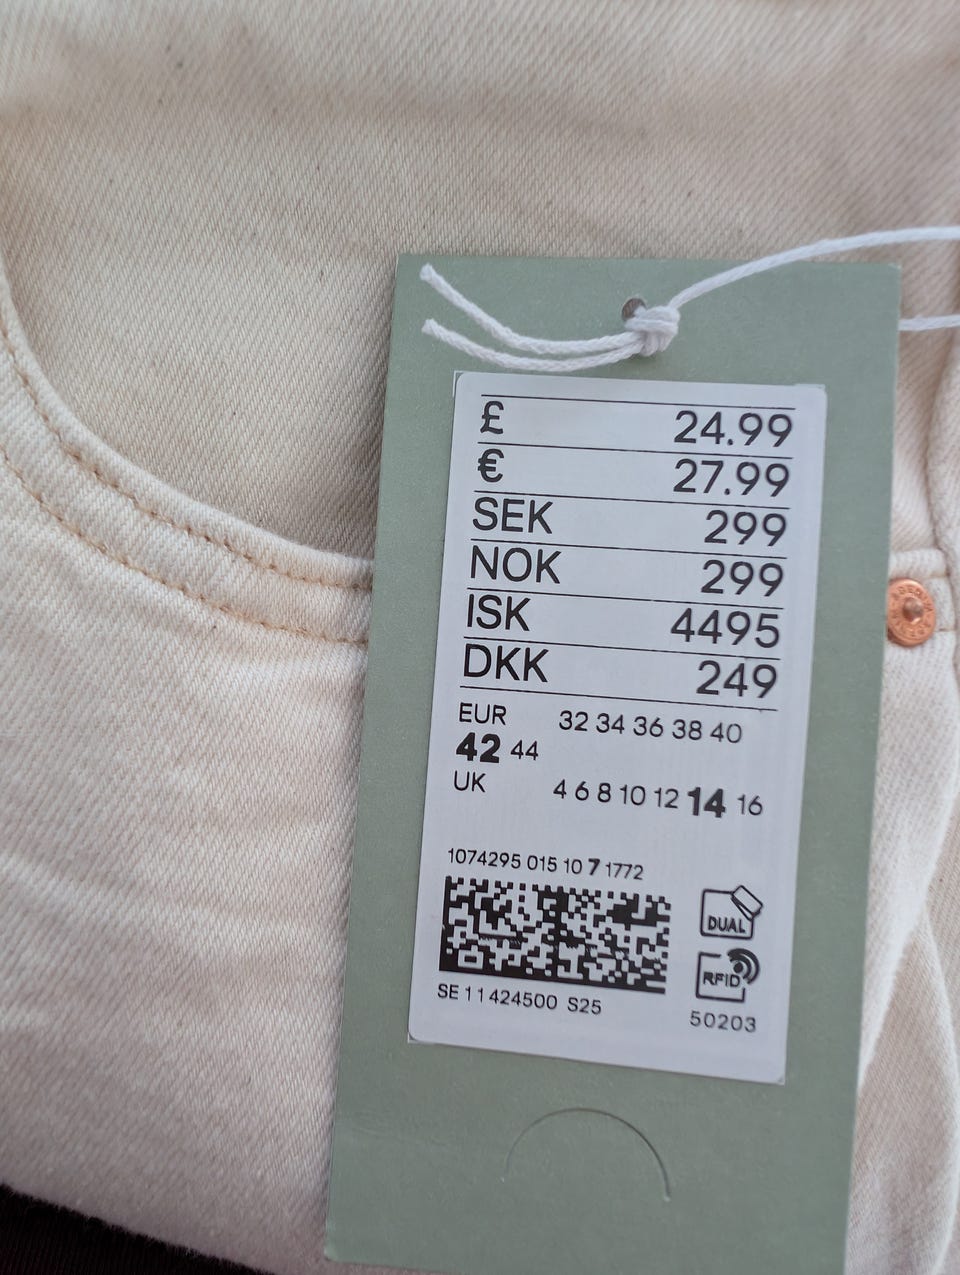 £ 24.99
€ 27.99
SEK 299
NOK 299
ISK 4495
DKK 249
EUR 32 34 36 38 40
42 44
UK 4 6 8 10 12 14 16
1074295 015 10 7 1772
DUAL
RFID
SE 11424500 S25
50203